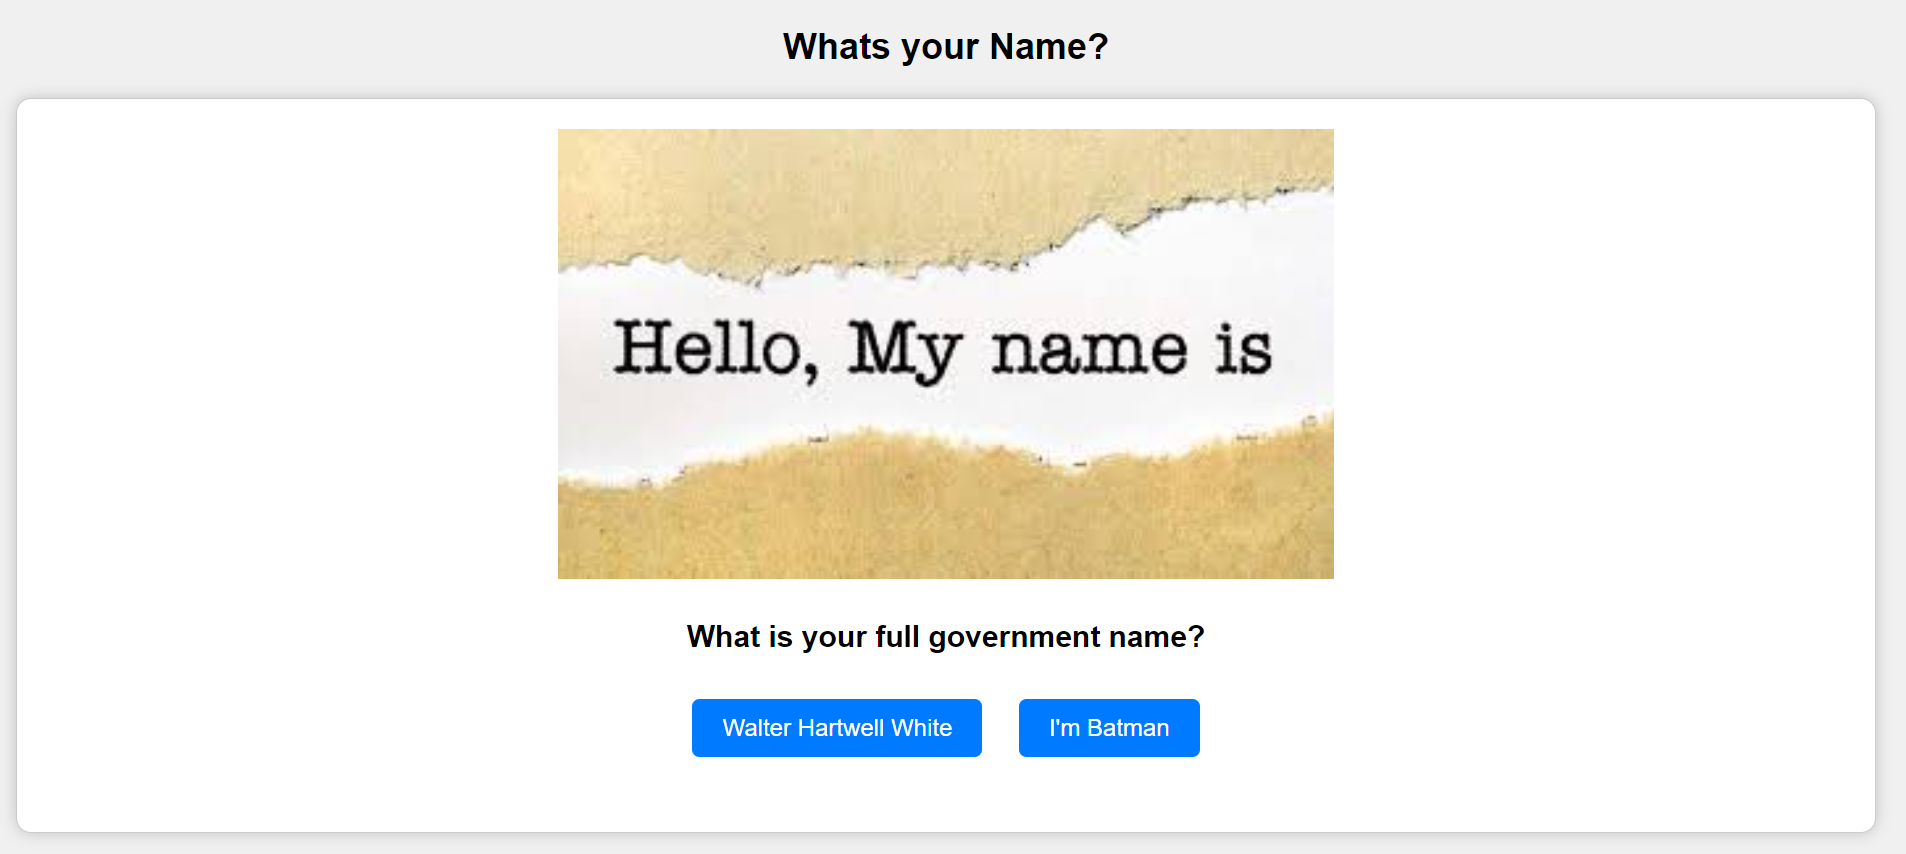 Whats your Name?
Hello, My name is
What is your full government name?
Walter Hartwell White
I'm Batman